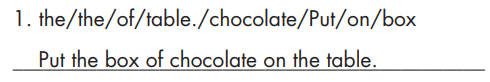 1. the/the/of/table./chocolate/Put/on/box
Put the box of chocolate on the table.